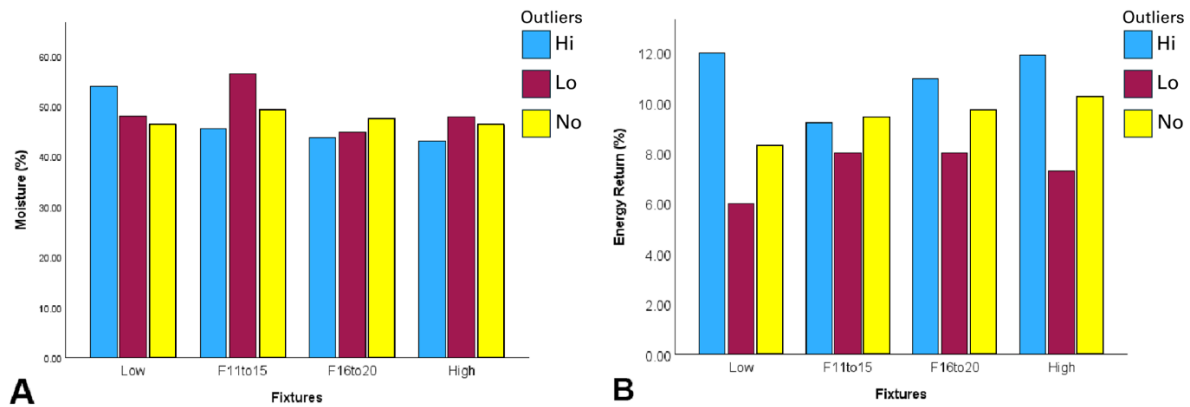 Outliers
Hi
Lo
No
60.00
50.00
40.00
30.00
20.00
10.00
0.00
Moisture (%)
Low
F11to15
F16to20
High
Fixtures
A
Outliers
Hi
Lo
No
12.00
10.00
8.00
6.00
4.00
2.00
0.00
Energy Return (%)
Low
F11to15
F16to20
High
Fixtures
B